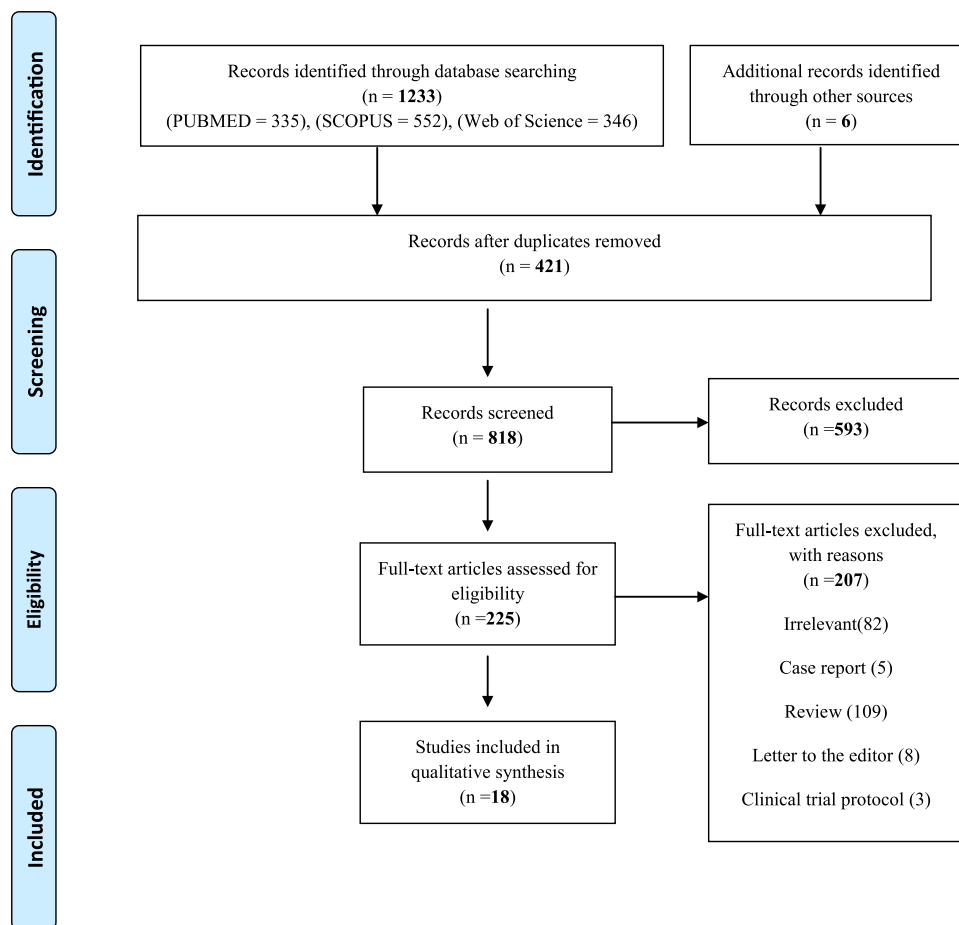 Identification
Records identified through database searching
(n = 1233)
(PUBMED = 335), (SCOPUS = 552), (Web of Science = 346)
Additional records identified
through other sources
(n = 6)
Records after duplicates removed
(n = 421)
Screening
Records screened
(n = 818)
Records excluded
(n =593)
Eligibility
Full-text articles assessed for
eligibility
(n =225)
Full-text articles excluded,
with reasons
(n =207)
Irrelevant(82)
Case report (5)
Review (109)
Letter to the editor (8)
Clinical trial protocol (3)
Included
Studies included in
qualitative synthesis
(n =18)